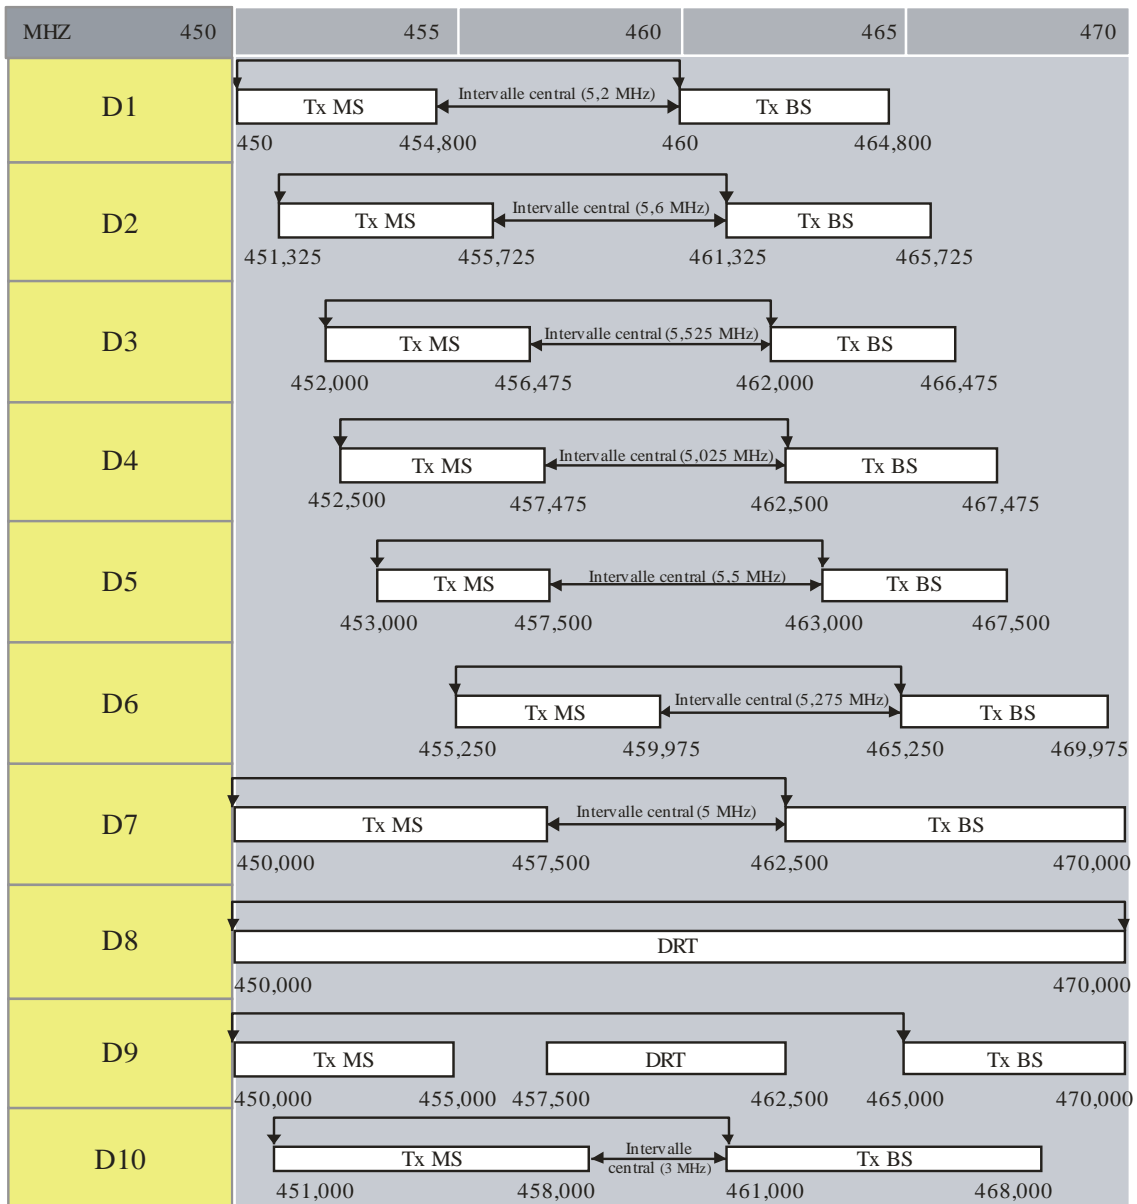 MHZ 450 455 460 465 470
D1
Tx MS Intervalle central (5,2 MHz) Tx BS
450 454,800 460 464,800
D2
Tx MS Intervalle central (5,6 MHz) Tx BS
451,325 455,725 461,325 465,725
D3
Tx MS Intervalle central (5,525 MHz) Tx BS
452,000 456,475 462,000 466,475
D4
Tx MS Intervalle central (5,025 MHz) Tx BS
452,500 457,475 462,500 467,475
D5
Tx MS Intervalle central (5,5 MHz) Tx BS
453,000 457,500 463,000 467,500
D6
Tx MS Intervalle central (5,275 MHz) Tx BS
455,250 459,975 465,250 469,975
D7
Tx MS Intervalle central (5 MHz) Tx BS
450,000 457,500 462,500 470,000
D8
DRT
450,000 470,000
D9
Tx MS DRT Tx BS
450,000 455,000 457,500 462,500 465,000 470,000
D10
Tx MS Intervalle central (3 MHz) Tx BS
451,000 458,000 461,000 468,000